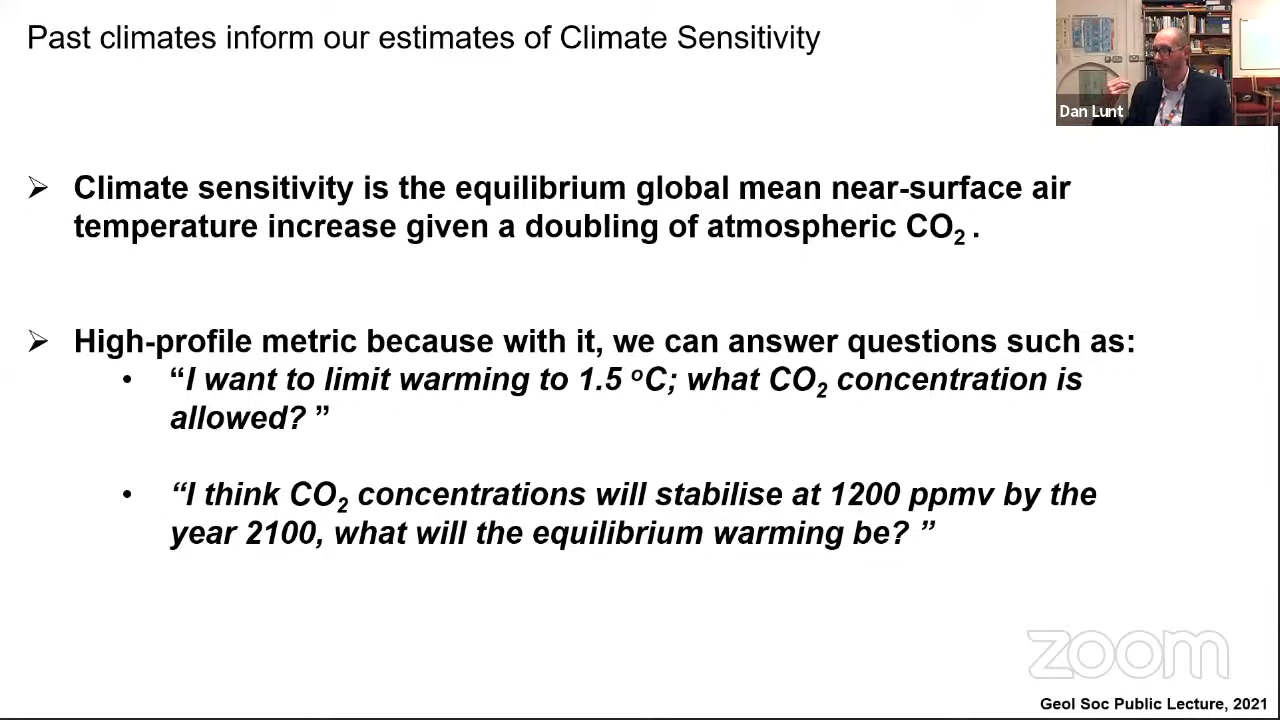 Past climates inform our estimates of Climate Sensitivity
Dan Lunt
➢ Climate sensitivity is the equilibrium global mean near-surface air
temperature increase given a doubling of atmospheric CO₂ .
➢ High-profile metric because with it, we can answer questions such as:
• “I want to limit warming to 1.5 ᵒC; what CO₂ concentration is
allowed? ”
• “I think CO₂ concentrations will stabilise at 1200 ppmv by the
year 2100, what will the equilibrium warming be? ”
zoom
Geol Soc Public Lecture, 2021